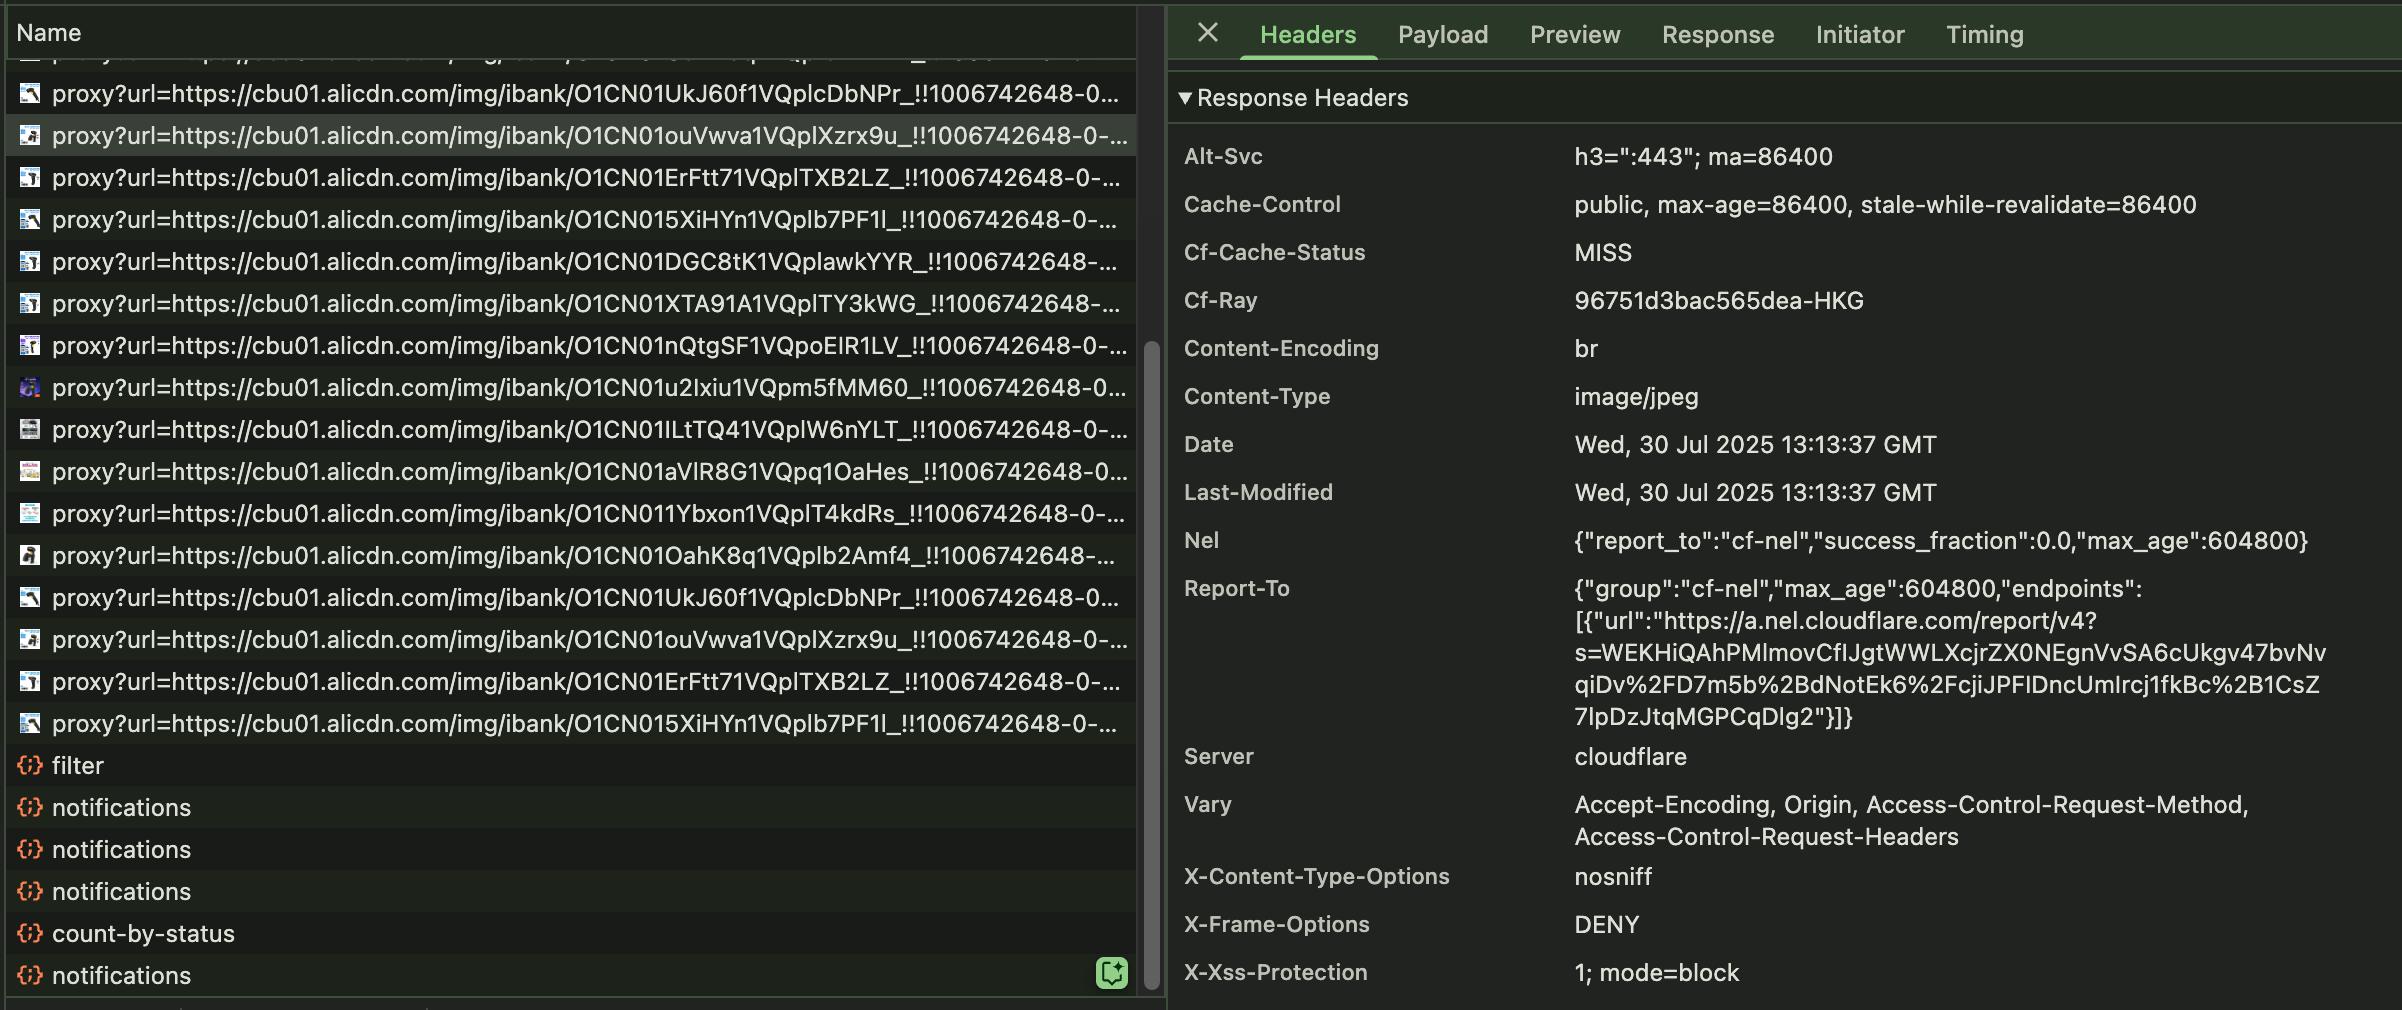 Name
proxy?url=https://cbu01.alicdn.com/img/ibank/O1CN01UkJ60f1VQplcDbNPr_!!1006742648-0...
proxy?url=https://cbu01.alicdn.com/img/ibank/O1CN01ouVwva1VQplXzrx9u_!!1006742648-0-...
proxy?url=https://cbu01.alicdn.com/img/ibank/O1CN01ErFtt71VQplTXB2LZ_!!1006742648-0-...
proxy?url=https://cbu01.alicdn.com/img/ibank/O1CN015XiHYn1VQplb7PF1l_!!1006742648-0-...
proxy?url=https://cbu01.alicdn.com/img/ibank/O1CN01DGC8tK1VQplawkYYR_!!1006742648-...
proxy?url=https://cbu01.alicdn.com/img/ibank/O1CN01XTA91A1VQplTY3kWG_!!1006742648-...
proxy?url=https://cbu01.alicdn.com/img/ibank/O1CN01nQtgSF1VQpoEIR1LV_!!1006742648-0-...
proxy?url=https://cbu01.alicdn.com/img/ibank/O1CN01u2Ixiu1VQpm5fMM60_!!1006742648-0...
proxy?url=https://cbu01.alicdn.com/img/ibank/O1CN01ILtTQ41VQplW6nYLT_!!1006742648-0-...
proxy?url=https://cbu01.alicdn.com/img/ibank/O1CN01aVlR8G1VQpq1OaHes_!!1006742648-0...
proxy?url=https://cbu01.alicdn.com/img/ibank/O1CN011Ybxon1VQplT4kdRs_!!1006742648-0-...
proxy?url=https://cbu01.alicdn.com/img/ibank/O1CN01OahK8q1VQplb2Amf4_!!1006742648-...
proxy?url=https://cbu01.alicdn.com/img/ibank/O1CN01UkJ60f1VQplcDbNPr_!!1006742648-0...
proxy?url=https://cbu01.alicdn.com/img/ibank/O1CN01ouVwva1VQplXzrx9u_!!1006742648-0-...
proxy?url=https://cbu01.alicdn.com/img/ibank/O1CN01ErFtt71VQplTXB2LZ_!!1006742648-0-...
proxy?url=https://cbu01.alicdn.com/img/ibank/O1CN015XiHYn1VQplb7PF1l_!!1006742648-0-...
filter
notifications
notifications
notifications
count-by-status
notifications
Headers Payload Preview Response Initiator Timing
Response Headers
Alt-Svc h3=":443"; ma=86400
Cache-Control public, max-age=86400, stale-while-revalidate=86400
Cf-Cache-Status MISS
Cf-Ray 96751d3bac565dea-HKG
Content-Encoding br
Content-Type image/jpeg
Date Wed, 30 Jul 2025 13:13:37 GMT
Last-Modified Wed, 30 Jul 2025 13:13:37 GMT
Nel {"report_to":"cf-nel","success_fraction":0.0,"max_age":604800}
Report-To {"group":"cf-nel","max_age":604800,"endpoints":
[{"url":"https://a.nel.cloudflare.com/report/v4?
s=WEKHiQAhPMlmovCfIJgtWWLXcjrZX0NEgnVvSA6cUkgv47bvNv
qiDv%2FD7m5b%2BdNotEk6%2FcjiJPFIDncUmIrcj1fkBc%2B1CsZ
7lpDzJtqMGPCqDlg2"}]}
Server cloudflare
Vary Accept-Encoding, Origin, Access-Control-Request-Method,
Access-Control-Request-Headers
X-Content-Type-Options nosniff
X-Frame-Options DENY
X-Xss-Protection 1; mode=block